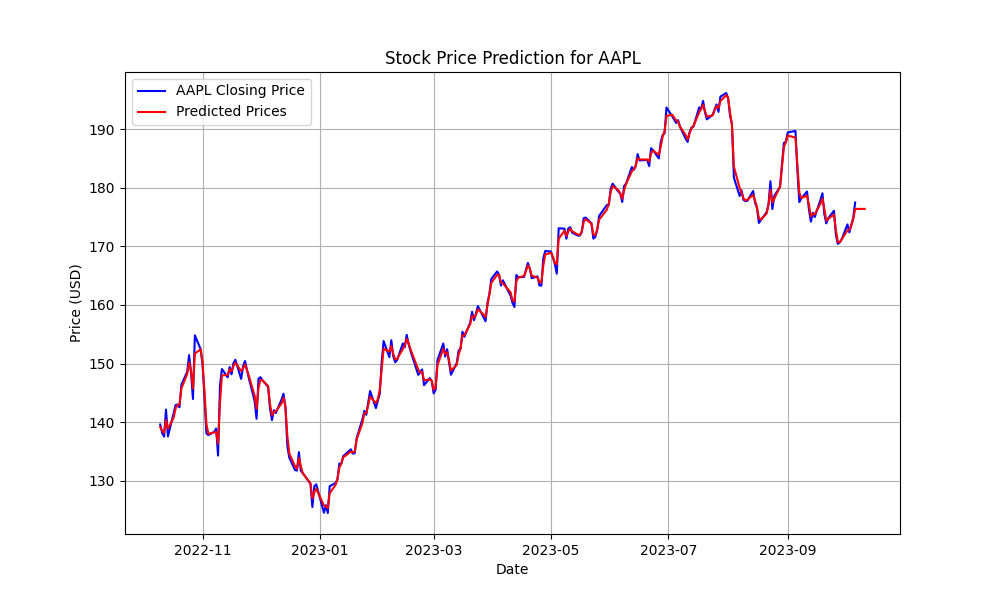 Stock Price Prediction for AAPL
AAPL Closing Price
Predicted Prices
Price (USD)
190
180
170
160
150
140
130
2022-11
2023-01
2023-03
2023-05
2023-07
2023-09
Date